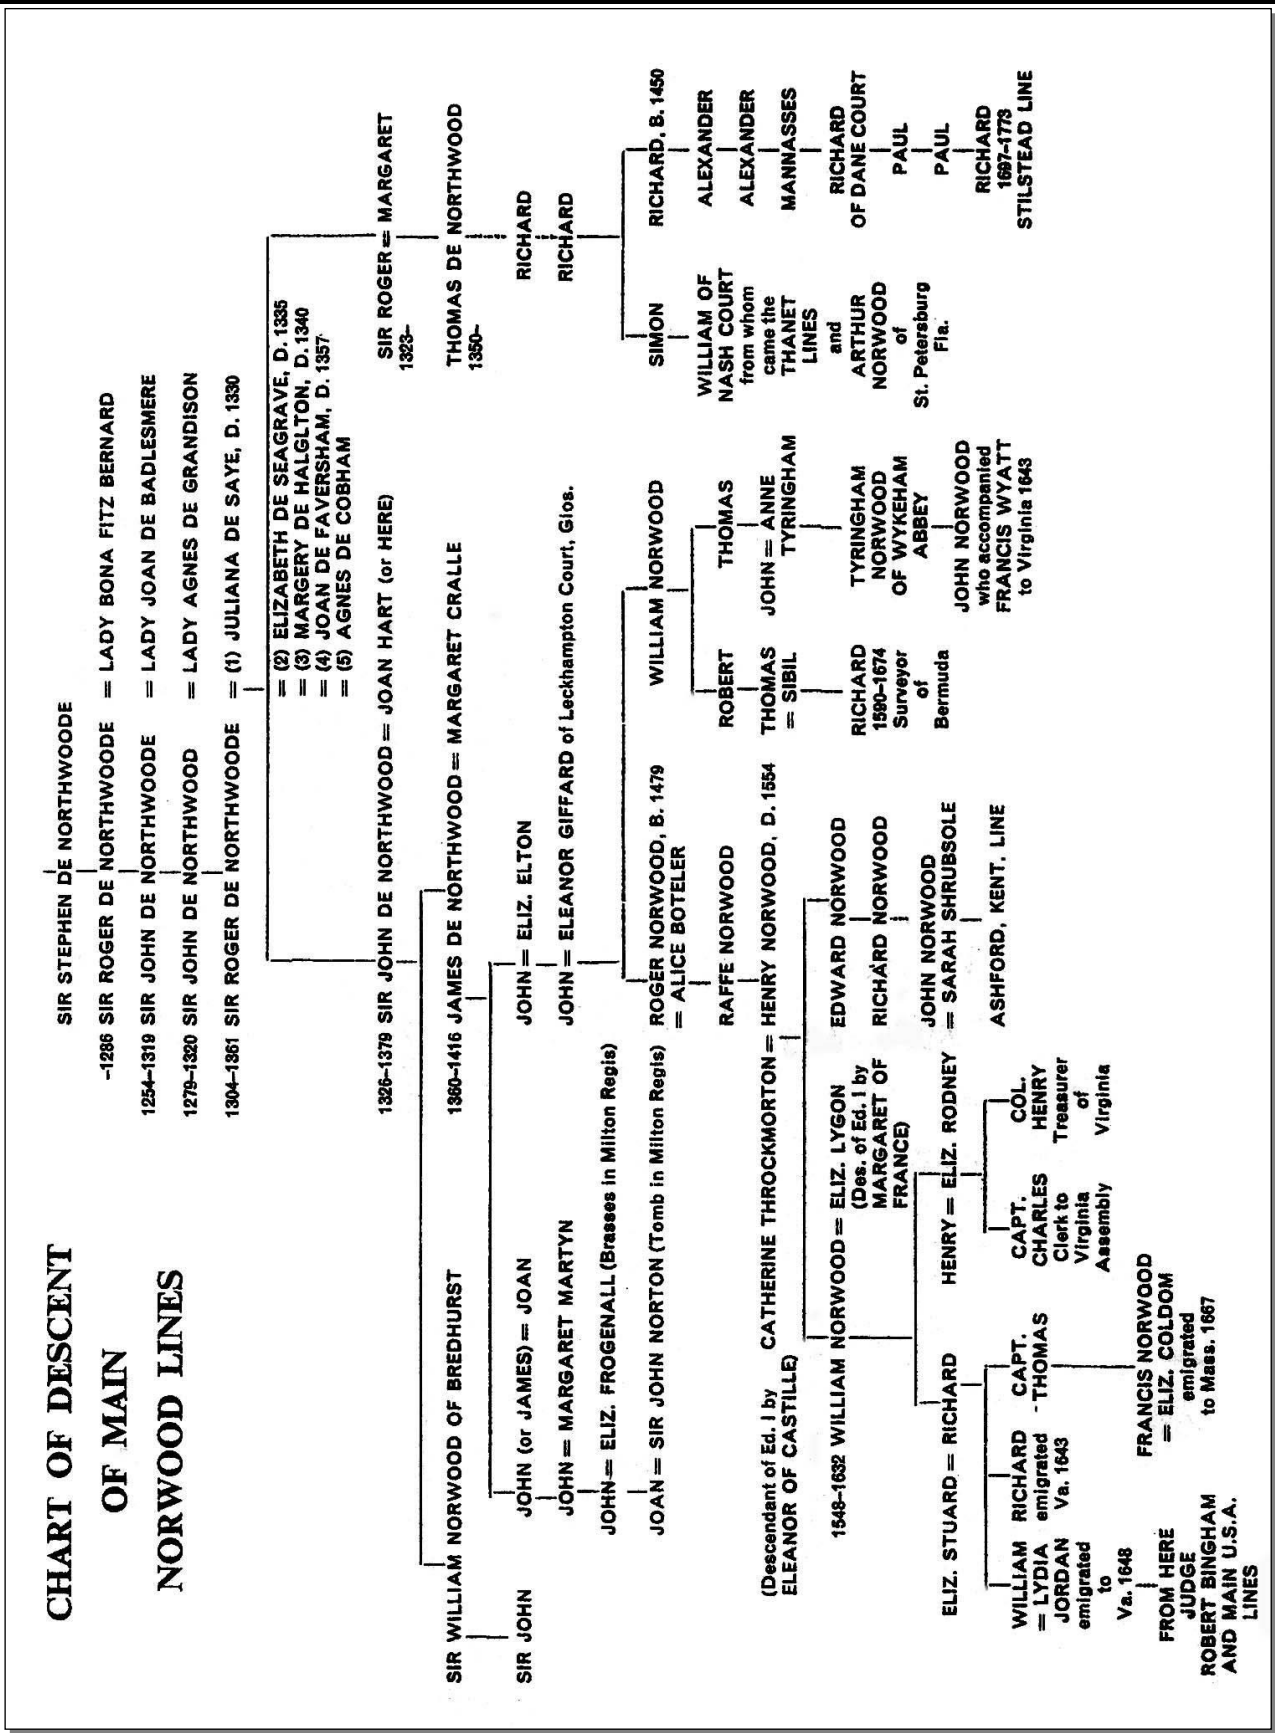 CHART OF DESCENT
OF MAIN
NORWOOD LINES
SIR STEPHEN DE NORTHWOODE
-1286 SIR ROGER DE NORTHWOODE = LADY BONA FITZ BERNARD
1254-1319 SIR JOHN DE NORTHWOODE = LADY JOAN DE BADLESMERE
1279-1320 SIR JOHN DE NORTHWOOD = LADY AGNES DE GRANDISON
1304-1361 SIR ROGER DE NORTHWOODE = (1) JULIANA DE SAYE, D. 1330
= (2) ELIZABETH DE SEAGRAVE, D. 1335
= (3) MARGERY DE HALGLTON, D. 1340
= (4) JOAN DE FAVERSHAM, D. 1357
= (5) AGNES DE COBHAM
1326-1379 SIR JOHN DE NORTHWOOD = JOAN HART (or HERE)
SIR ROGER = MARGARET
1323-
SIR WILLIAM NORWOOD OF BREDHURST
1360-1416 JAMES DE NORTHWOOD = MARGARET CRALLE
THOMAS DE NORTHWOOD
1350-
SIR JOHN
JOHN (or JAMES) = JOAN
JOHN = ELIZ. ELTON
RICHARD
JOHN = MARGARET MARTYN
JOHN = ELEANOR GIFFARD of Leckhampton Court, Glos.
RICHARD
JOHN = ELIZ. FROGENALL (Brasses in Milton Regis)
JOAN = SIR JOHN NORTON (Tomb in Milton Regis)
ROGER NORWOOD, B. 1479
= ALICE BOTELER
WILLIAM NORWOOD
SIMON
RICHARD, B. 1450
RAFFE NORWOOD
ROBERT
THOMAS
WILLIAM OF
NASH COURT
from whom
came the
THANET
LINES
and
ARTHUR
NORWOOD
of
St. Petersburg
Fla.
ALEXANDER
ALEXANDER
MANNASSES
RICHARD
OF DANE COURT
PAUL
PAUL
RICHARD
1697-1773
STILSTEAD LINE
(Descendant of Ed. I by
ELEANOR OF CASTILLE)
CATHERINE THROCKMORTON = HENRY NORWOOD, D. 1554
THOMAS
= SIBIL
JOHN = ANNE
TYRINGHAM
RICHARD
1590-1674
Surveyor
of
Bermuda
TYRINGHAM
NORWOOD
OF WYKEHAM
ABBEY
JOHN NORWOOD
who accompanied
FRANCIS WYATT
to Virginia 1643
1548-1632 WILLIAM NORWOOD = ELIZ. LYGON
(Des. of Ed. I by
MARGARET OF
FRANCE)
EDWARD NORWOOD
RICHARD NORWOOD
JOHN NORWOOD
= SARAH SHRUBSOLE
ASHFORD, KENT. LINE
ELIZ. STUARD = RICHARD
HENRY = ELIZ. RODNEY
WILLIAM
= LYDIA
JORDAN
emigrated
to
Va. 1648
RICHARD
emigrated
Va. 1643
CAPT.
-THOMAS
CAPT.
CHARLES
Clerk to
Virginia
Assembly
COL.
HENRY
Treasurer
of
Virginia
FROM HERE
JUDGE
ROBERT BINGHAM
AND MAIN U.S.A.
LINES
FRANCIS NORWOOD
= ELIZ. COLDOM
emigrated
to Mass. 1667